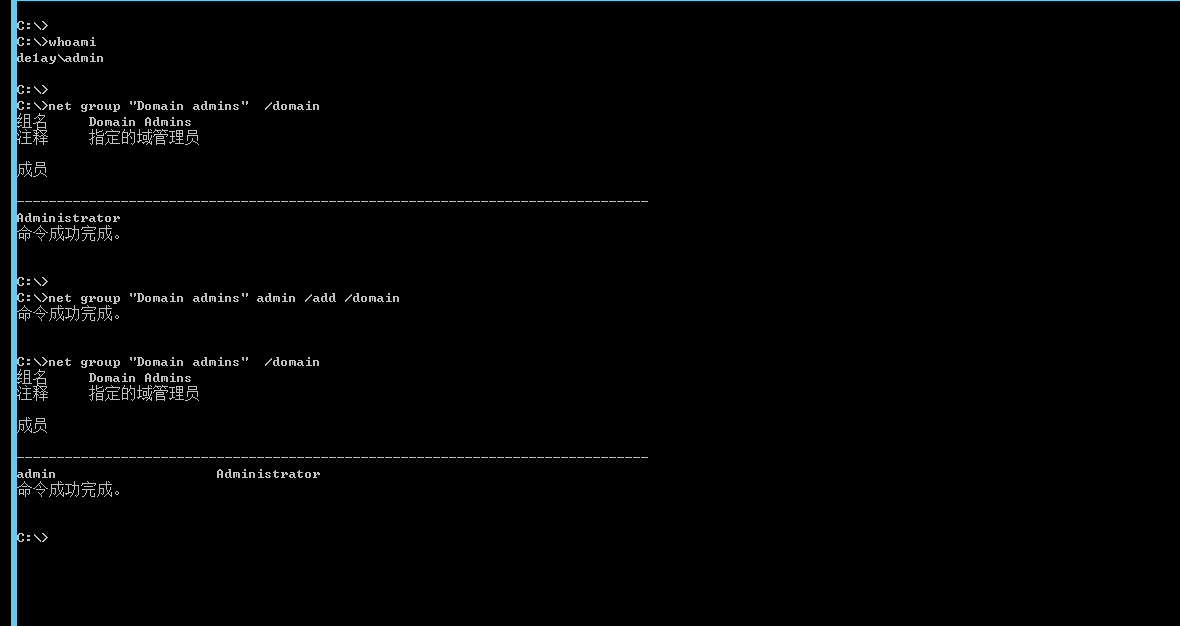 C:\>
C:\>whoami
de1ay\admin
C:\>
C:\>net group "Domain admins"  /domain
组名     Domain Admins
注释     指定的域管理员
成员
-------------------------------------------------------------------------------
Administrator
命令成功完成。
C:\>
C:\>net group "Domain admins" admin /add /domain
命令成功完成。
C:\>net group "Domain admins"  /domain
组名     Domain Admins
注释     指定的域管理员
成员
-------------------------------------------------------------------------------
admin                    Administrator
命令成功完成。
C:\>